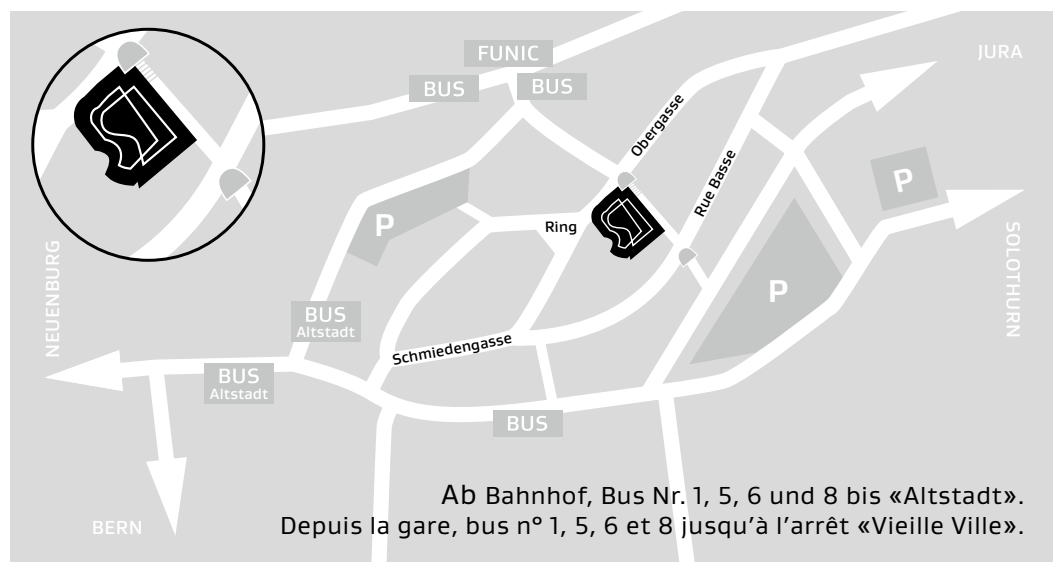 FUNIC
BUS
BUS
JURA
Obergasse
Rue Basse
P
P
Ring
NEUENBURG
SOLOTHURN
P
BUS
Altstadt
Schmiedengasse
BUS
Altstadt
BUS
BERN
Ab Bahnhof, Bus Nr. 1, 5, 6 und 8 bis «Altstadt».
Depuis la gare, bus n° 1, 5, 6 et 8 jusqu’à l’arrêt «Vieille Ville».